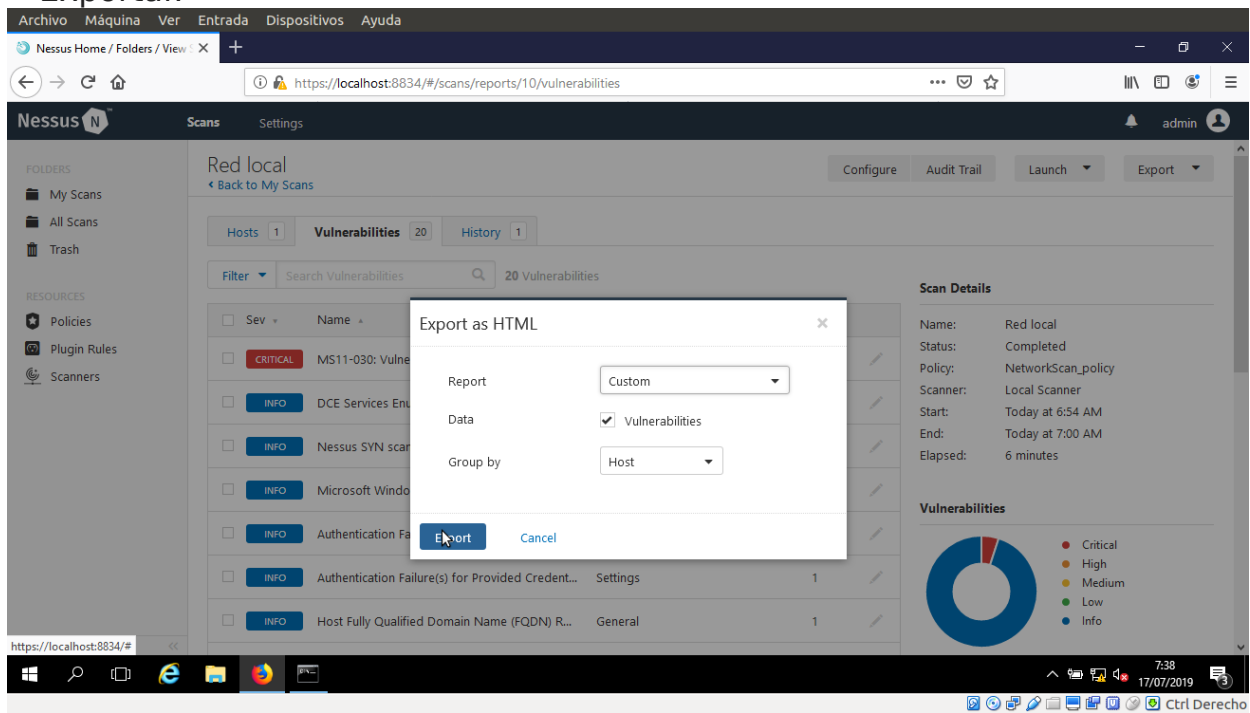 Exportar.
Archivo Máquina Ver Entrada Dispositivos Ayuda
Nessus Home / Folders / View S
https://localhost:8834/#/scans/reports/10/vulnerabilities
Nessus N Scans Settings admin
FOLDERS
My Scans
All Scans
Trash
RESOURCES
Policies
Plugin Rules
Scanners
Red local
Back to My Scans
Configure Audit Trail Launch Export
Hosts 1 Vulnerabilities 20 History 1
Filter Search Vulnerabilities 20 Vulnerabilities
Sev Name
CRITICAL MS11-030: Vulne
INFO DCE Services Enu
INFO Nessus SYN scan
INFO Microsoft Windo
INFO Authentication Fa
INFO Authentication Failure(s) for Provided Credent... Settings 1
INFO Host Fully Qualified Domain Name (FQDN) R... General 1
Export as HTML
Report Custom
Data Vulnerabilities
Group by Host
Export Cancel
Scan Details
Name: Red local
Status: Completed
Policy: NetworkScan_policy
Scanner: Local Scanner
Start: Today at 6:54 AM
End: Today at 7:00 AM
Elapsed: 6 minutes
Vulnerabilities
Critical
High
Medium
Low
Info
https://localhost:8834/#
7:38
17/07/2019
3
Ctrl Derecho